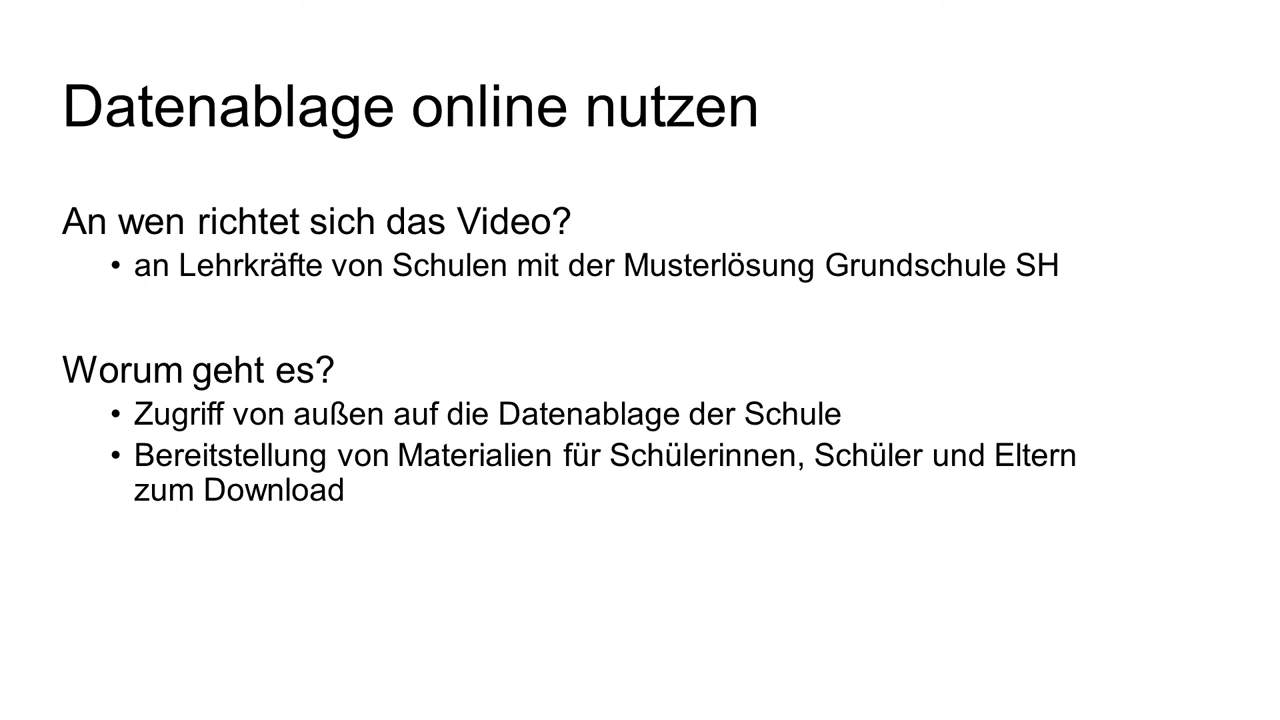 Datenablage online nutzen
An wen richtet sich das Video?
• an Lehrkräfte von Schulen mit der Musterlösung Grundschule SH
Worum geht es?
• Zugriff von außen auf die Datenablage der Schule
• Bereitstellung von Materialien für Schülerinnen, Schüler und Eltern
zum Download